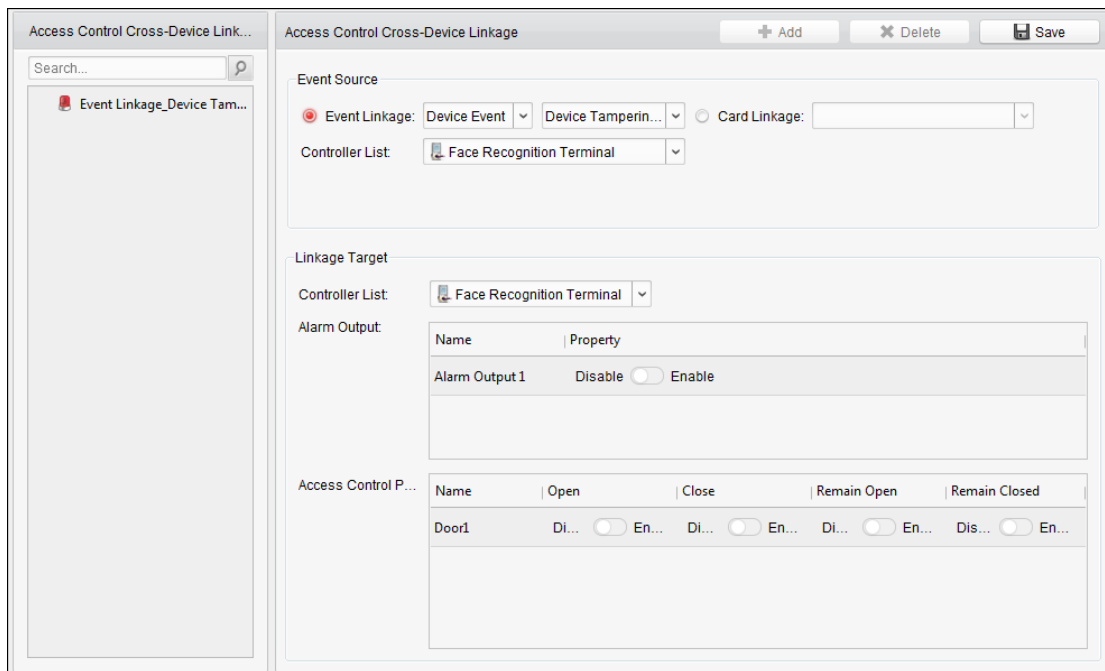 Access Control Cross-Device Link...
Search...
Event Linkage_Device Tam...
Access Control Cross-Device Linkage
Add
Delete
Save
Event Source
Event Linkage: Device Event Device Tamperin... Card Linkage:
Controller List: Face Recognition Terminal
Linkage Target
Controller List: Face Recognition Terminal
Alarm Output:
Name Property
Alarm Output 1 Disable Enable
Access Control P...
Name Open Close Remain Open Remain Closed
Door1 Di... En... Di... En... Di... En... Dis... En...